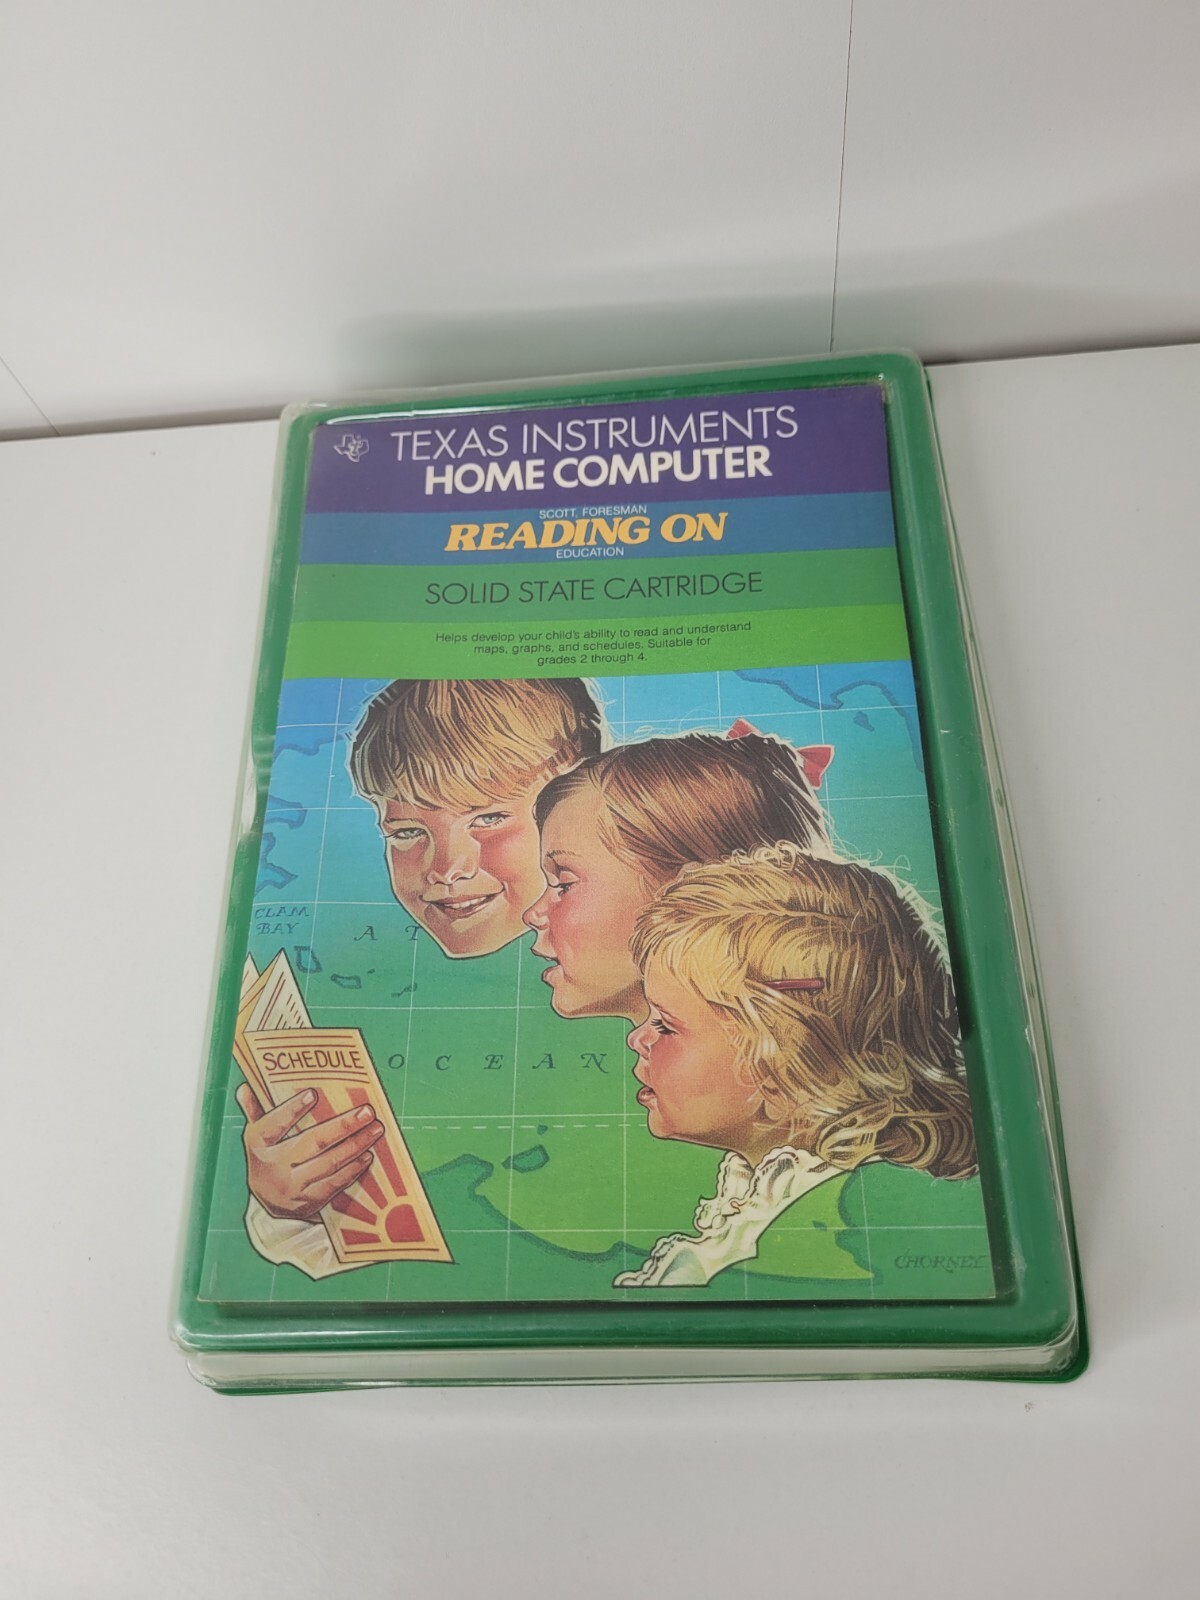 TEXAS INSTRUMENTS
HOME COMPUTER
SCOTT, FORESMAN
READING ON
EDUCATION
SOLID STATE CARTRIDGE
Helps develop your child's ability to read and understand
maps, graphs, and schedules. Suitable for
grades 2 through 4.
CLAM
BAY
A T
SCHEDULE
OCEAN
CHORNEY